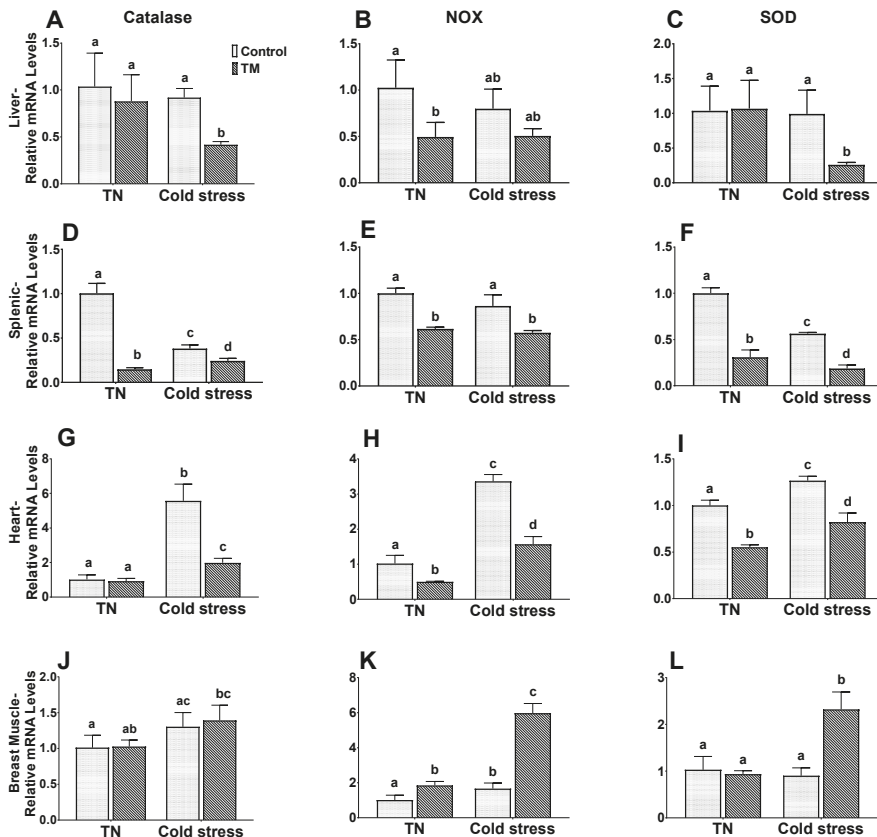 A Catalase
B NOX
C SOD
Control
TM
Liver-
Relative mRNA Levels
1.5
1.0
0.5
0.0
a a a b
TN Cold stress
1.5
1.0
0.5
0.0
a b ab ab
TN Cold stress
2.0
1.5
1.0
0.5
0.0
a a a b
TN Cold stress
D
E
F
Splenic-
Relative mRNA Levels
1.5
1.0
0.5
0.0
a b c d
TN Cold stress
1.5
1.0
0.5
0.0
a b a b
TN Cold stress
1.5
1.0
0.5
0.0
a b c d
TN Cold stress
G
H
I
Heart-
Relative mRNA Levels
8
6
4
2
0
a a b c
TN Cold stress
4
3
2
1
0
a b c d
TN Cold stress
1.5
1.0
0.5
0.0
a b c d
TN Cold stress
J
K
L
Breast Muscle-
Relative mRNA Levels
2.0
1.5
1.0
0.5
0.0
a ab ac bc
TN Cold stress
8
6
4
2
0
a b b c
TN Cold stress
3
2
1
0
a a a b
TN Cold stress